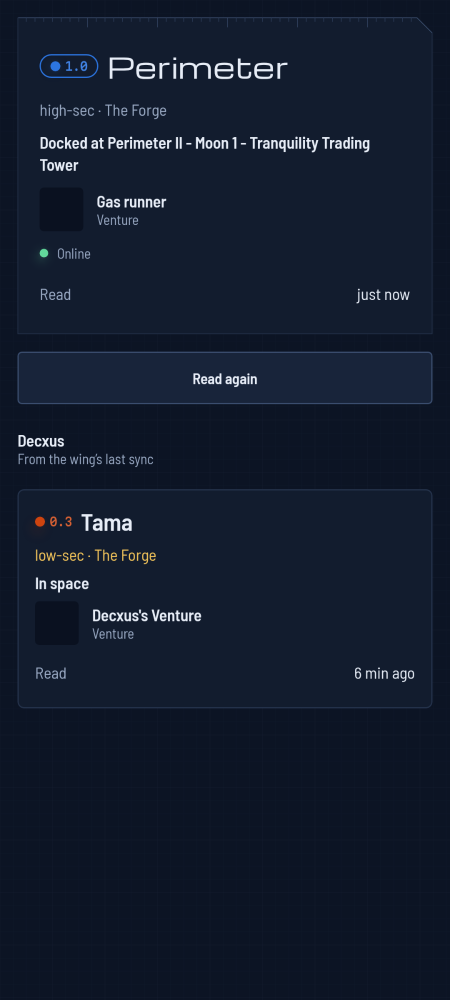 1.0 Perimeter
high-sec · The Forge
Docked at Perimeter II - Moon 1 - Tranquility Trading
Tower
Gas runner
Venture
Online
Read just now
Read again
Decxus
From the wing's last sync
0.3 Tama
low-sec · The Forge
In space
Decxus's Venture
Venture
Read 6 min ago